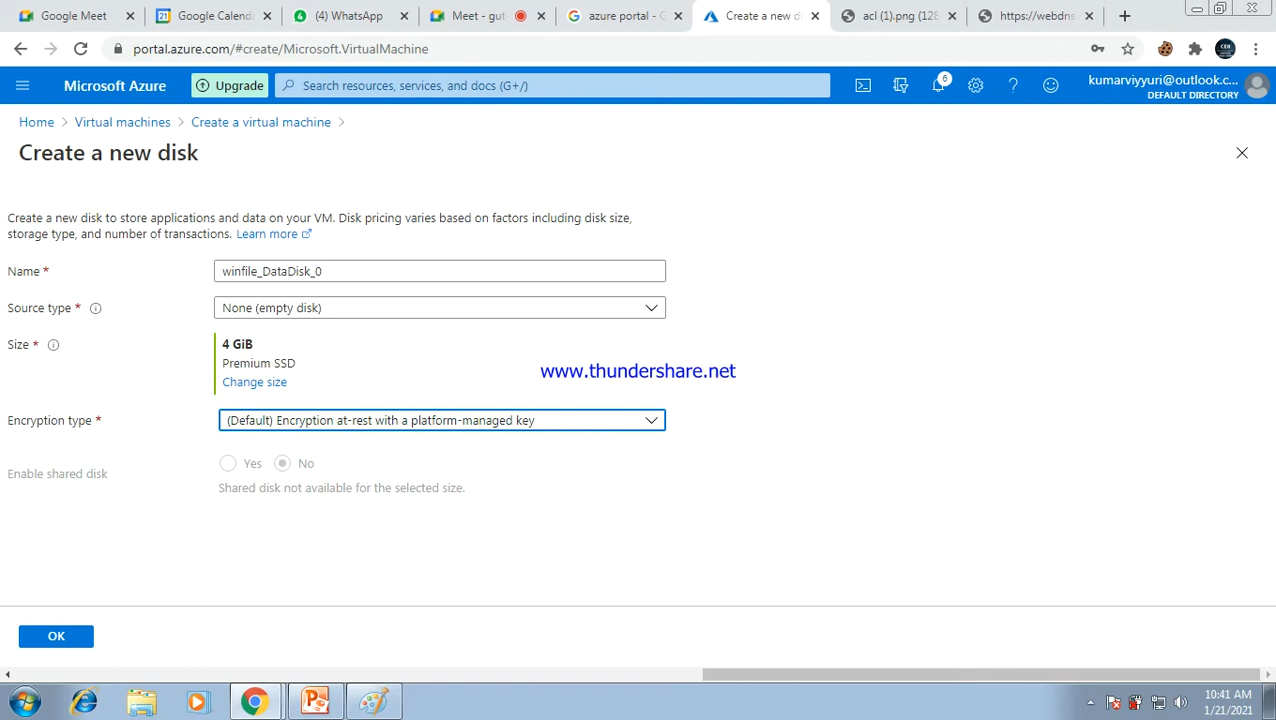 Google Meet
Google Calenda
(4) WhatsApp
Meet - gut
azure portal - G
Create a new di
acl (1).png (128
https://webdns
portal.azure.com/#create/Microsoft.VirtualMachine
Microsoft Azure
Upgrade
Search resources, services, and docs (G+/)
6
kumarviyyuri@outlook.c...
DEFAULT DIRECTORY
Home > Virtual machines > Create a virtual machine >
Create a new disk
Create a new disk to store applications and data on your VM. Disk pricing varies based on factors including disk size,
storage type, and number of transactions. Learn more
Name *
winfile_DataDisk_0
Source type *
None (empty disk)
Size *
4 GiB
Premium SSD
Change size
www.thundershare.net
Encryption type *
(Default) Encryption at-rest with a platform-managed key
Enable shared disk
Yes No
Shared disk not available for the selected size.
OK
10:41 AM
1/21/2021